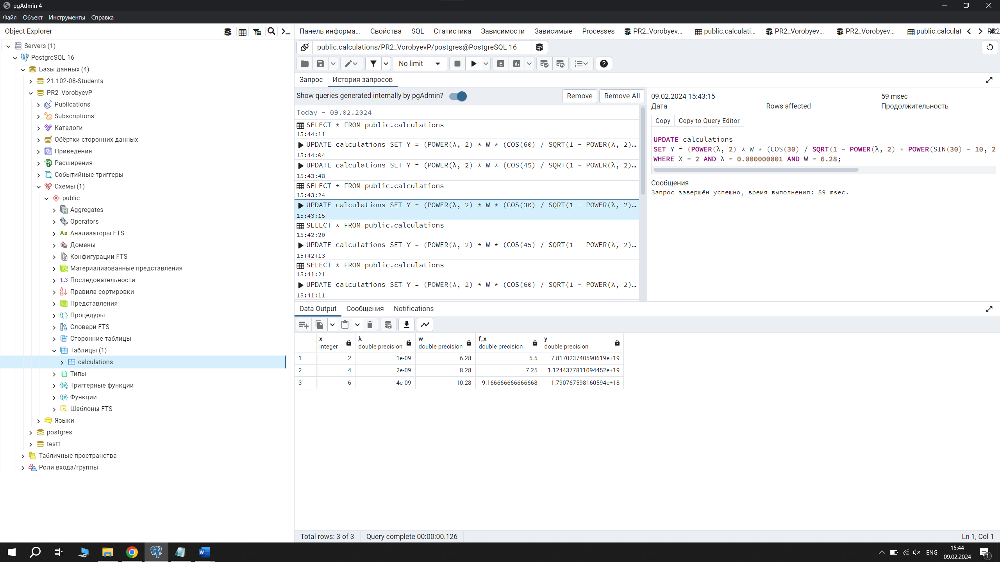 pgAdmin 4
Файл Объект Инструменты Справка
Object Explorer
Servers (1)
PostgreSQL 16
Базы данных (4)
21.102-08-Students
PR2_VorobyevP
Publications
Subscriptions
Каталоги
Обёртки сторонних данных
Приведения
Расширения
Событийные триггеры
Схемы (1)
public
Aggregates
Operators
Анализаторы FTS
Домены
Конфигурации FTS
Материализованные представления
1..3 Последовательности
Правила сортировки
Представления
Процедуры
Словари FTS
Сторонние таблицы
Таблицы (1)
calculations
Типы
Триггерные функции
Функции
Шаблоны FTS
Языки
postgres
test1
Табличные пространства
Роли входа/группы
Панель информа... Свойства SQL Статистика Зависимости Зависимые Processes PR2_Vorobyev... public.calculati... PR2_Vorobyev... PR2_Vorobyev... public.calculat
public.calculations/PR2_VorobyevP/postgres@PostgreSQL 16
No limit
Запрос История запросов
Show queries generated internally by pgAdmin? Remove Remove All
Today - 09.02.2024
SELECT * FROM public.calculations
15:44:11
UPDATE calculations SET Y = (POWER(λ, 2) * W * (COS(60) / SQRT(1 - POWER(λ, 2)…
15:44:04
UPDATE calculations SET Y = (POWER(λ, 2) * W * (COS(45) / SQRT(1 - POWER(λ, 2)…
15:43:48
SELECT * FROM public.calculations
15:43:24
UPDATE calculations SET Y = (POWER(λ, 2) * W * (COS(30) / SQRT(1 - POWER(λ, 2)…
15:43:15
SELECT * FROM public.calculations
15:42:20
UPDATE calculations SET Y = (POWER(λ, 2) * W * (COS(45) / SQRT(1 - POWER(λ, 2)…
15:42:13
SELECT * FROM public.calculations
15:41:21
UPDATE calculations SET Y = (POWER(λ, 2) * W * (COS(60) / SQRT(1 - POWER(λ, 2)…
15:41:11
09.02.2024 15:43:15 59 msec
Дата Rows affected Продолжительность
Copy Copy to Query Editor
UPDATE calculations
SET Y = (POWER(λ, 2) * W * (COS(30) / SQRT(1 - POWER(λ, 2) * POWER(SIN(30) - 10, 2
WHERE X = 2 AND λ = 0.000000001 AND W = 6.28;
Сообщения
Запрос завершён успешно, время выполнения: 59 msec.
Data Output Сообщения Notifications
x λ w f_x y
integer double precision double precision double precision double precision
1 2 1e-09 6.28 5.5 7.817023740590619e+19
2 4 2e-09 8.28 7.25 1.1244377811094452e+19
3 6 4e-09 10.28 9.166666666666668 1.790767598160594e+18
Total rows: 3 of 3 Query complete 00:00:00.126 Ln 1, Col 1
ENG 15:44
09.02.2024
1